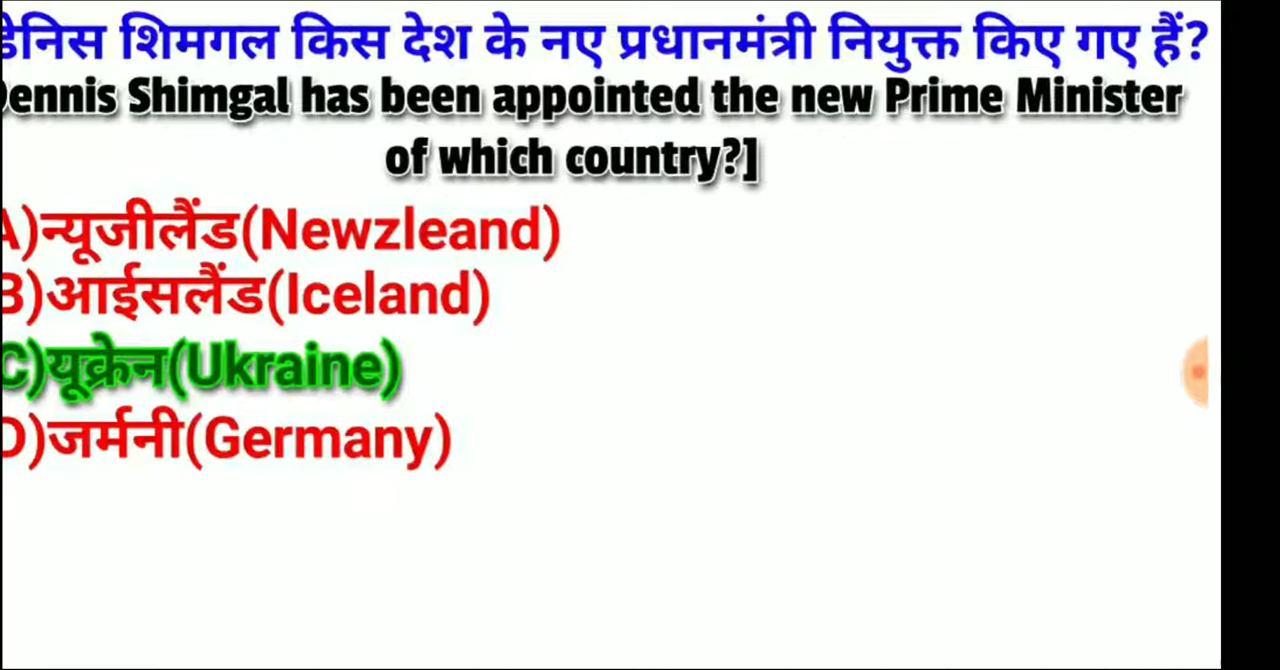 डेनिस शिमगल किस देश के नए प्रधानमंत्री नियुक्त किए गए हैं?
Dennis Shimgal has been appointed the new Prime Minister
of which country?]
A)न्यूजीलैंड(Newzleand)
B)आईसलैंड(Iceland)
C)यूक्रेन(Ukraine)
D)जर्मनी(Germany)